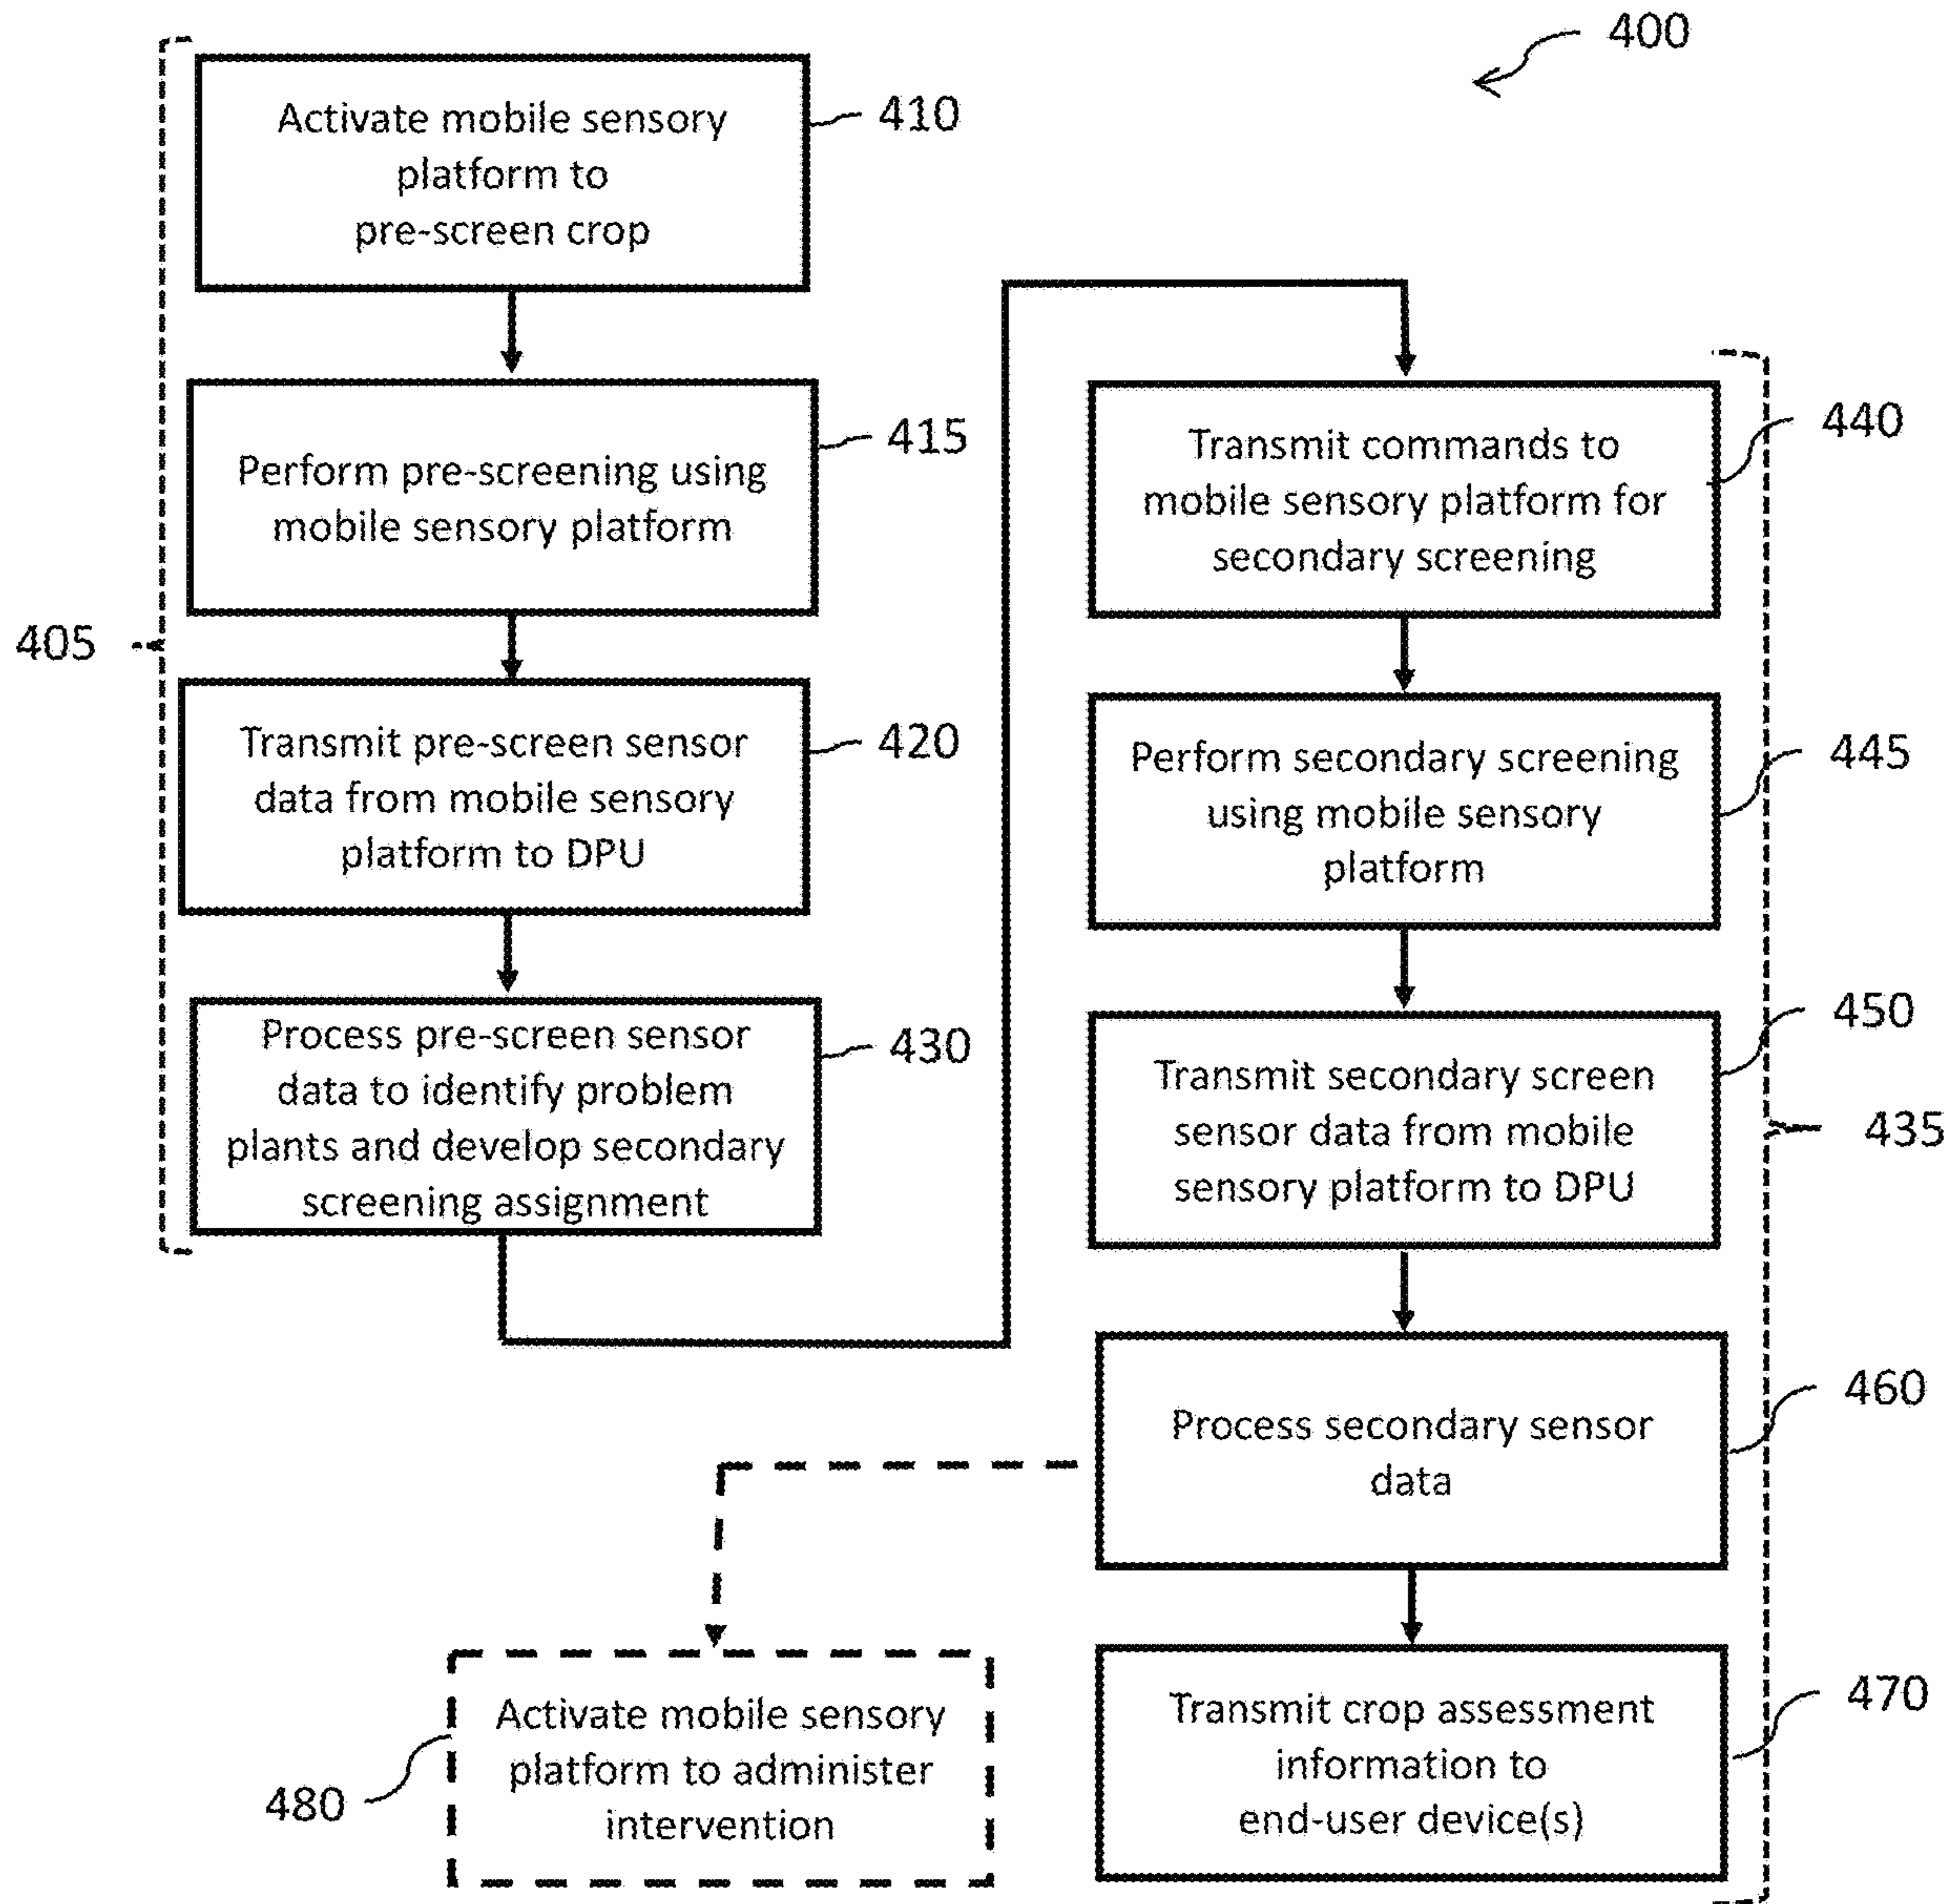 400
405
Activate mobile sensory
platform to
pre-screen crop
410
Perform pre-screening using
mobile sensory platform
415
Transmit pre-screen sensor
data from mobile sensory
platform to DPU
420
Process pre-screen sensor
data to identify problem
plants and develop secondary
screening assignment
430
435
Transmit commands to
mobile sensory platform for
secondary screening
440
Perform secondary screening
using mobile sensory
platform
445
Transmit secondary screen
sensor data from mobile
sensory platform to DPU
450
Process secondary sensor
data
460
Transmit crop assessment
information to
end-user device(s)
470
Activate mobile sensory
platform to administer
intervention
480